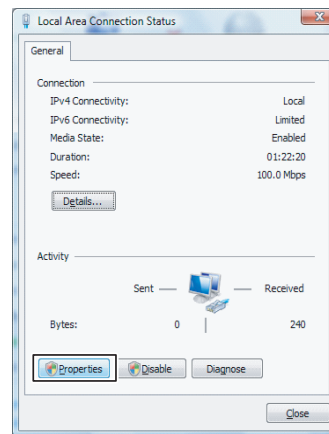 Local Area Connection Status
General
Connection
IPv4 Connectivity: Local
IPv6 Connectivity: Limited
Media State: Enabled
Duration: 01:22:20
Speed: 100.0 Mbps
Details...
Activity
Sent Received
Bytes: 0 240
Properties Disable Diagnose
Close